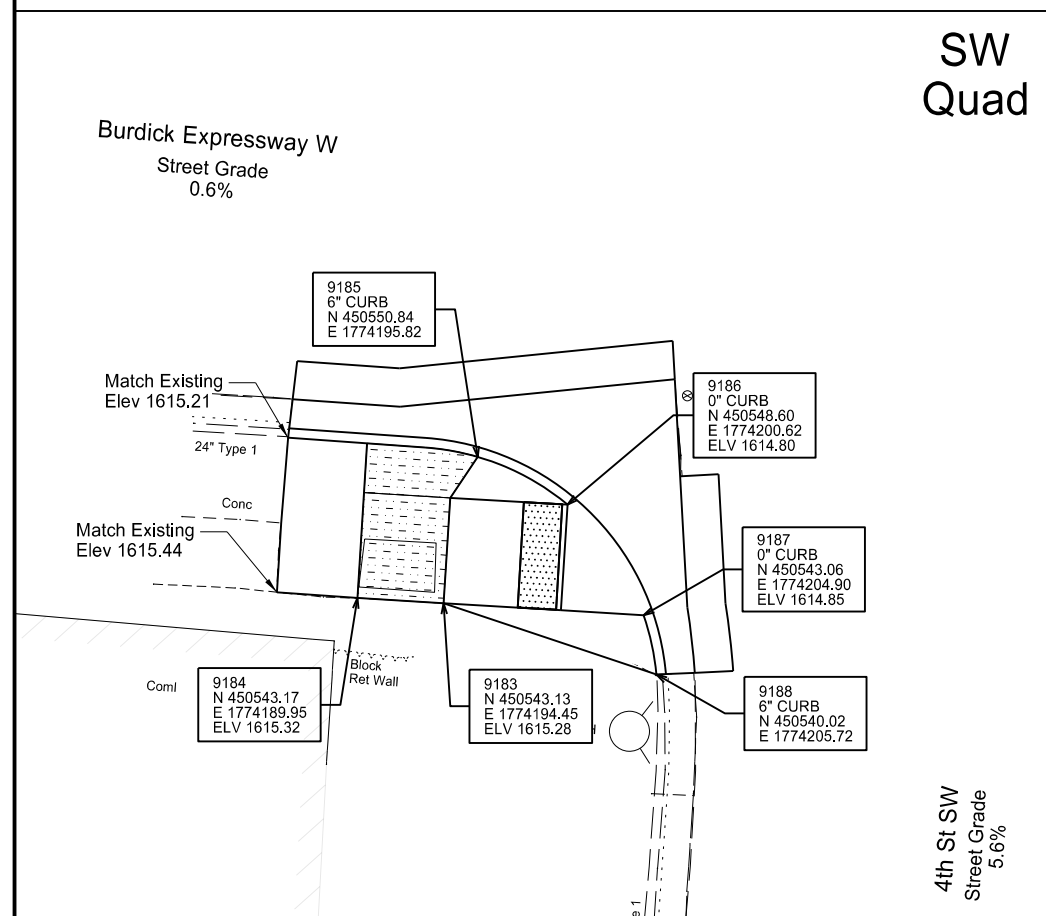 SW
Quad
Burdick Expressway W
Street Grade
0.6%
9185
6" CURB
N 450550.84
E 1774195.82
Match Existing
Elev 1615.21
9186
0" CURB
N 450548.60
E 1774200.62
ELV 1614.80
24" Type 1
Conc
Match Existing
Elev 1615.44
9187
0" CURB
N 450543.06
E 1774204.90
ELV 1614.85
Block
Ret Wall
Coml
9184
N 450543.17
E 1774189.95
ELV 1615.32
9183
N 450543.13
E 1774194.45
ELV 1615.28
9188
6" CURB
N 450540.02
E 1774205.72
4th St SW
Street Grade
5.6%